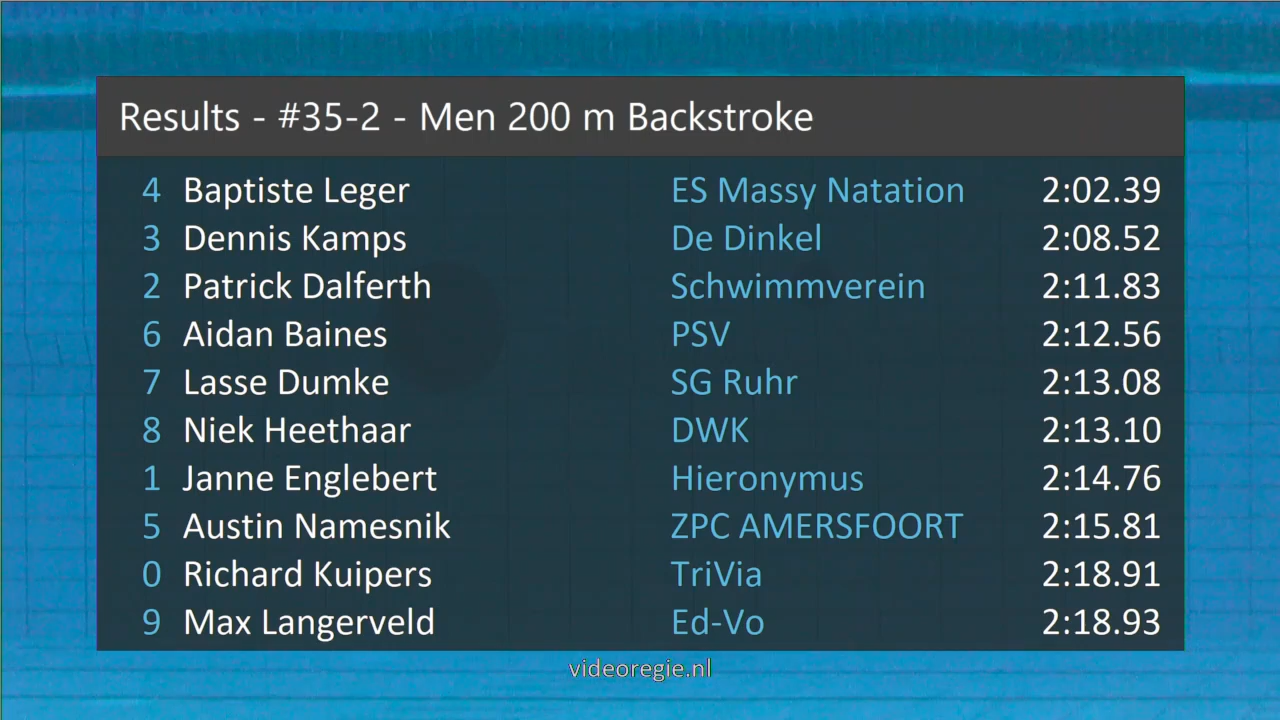 Results - #35-2 - Men 200 m Backstroke
4 Baptiste Leger ES Massy Natation 2:02.39
3 Dennis Kamps De Dinkel 2:08.52
2 Patrick Dalferth Schwimmverein 2:11.83
6 Aidan Baines PSV 2:12.56
7 Lasse Dumke SG Ruhr 2:13.08
8 Niek Heethaar DWK 2:13.10
1 Janne Englebert Hieronymus 2:14.76
5 Austin Namesnik ZPC AMERSFOORT 2:15.81
0 Richard Kuipers TriVia 2:18.91
9 Max Langerveld Ed-Vo 2:18.93
videoregie.nl